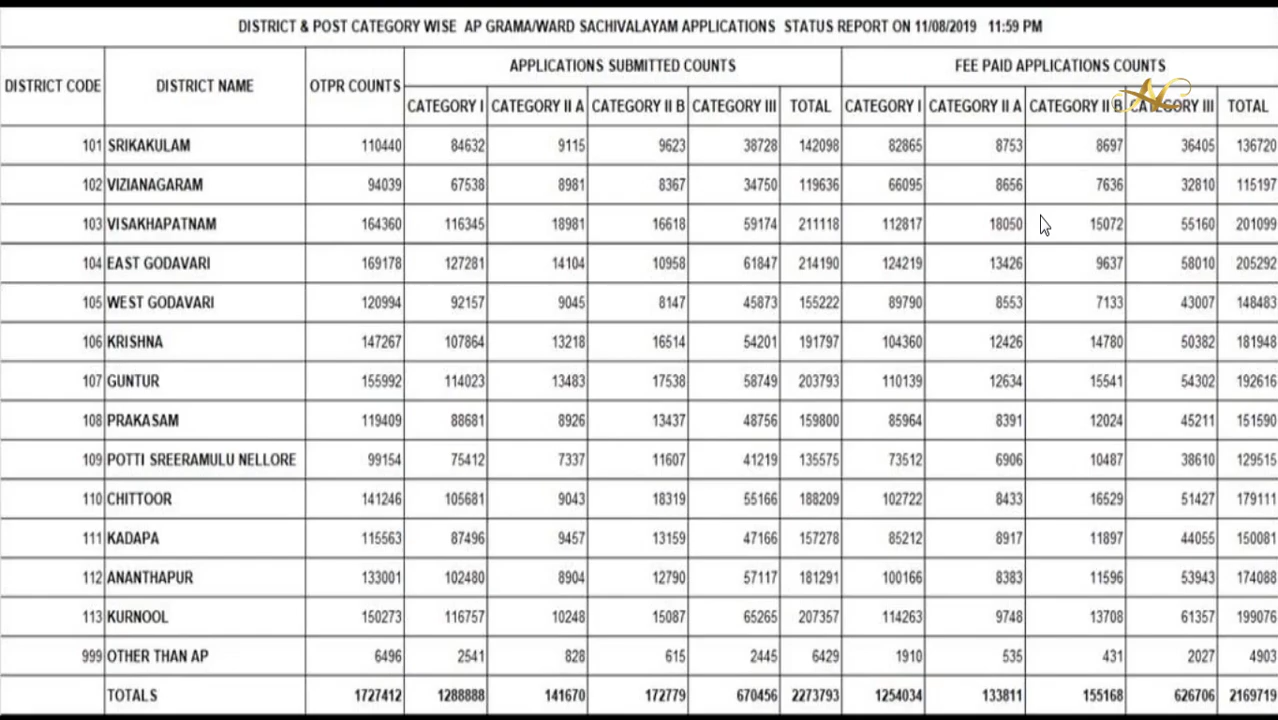 DISTRICT & POST CATEGORY WISE AP GRAMA/WARD SACHIVALAYAM APPLICATIONS STATUS REPORT ON 11/08/2019 11:59 PM
DISTRICT CODE DISTRICT NAME OTPR COUNTS APPLICATIONS SUBMITTED COUNTS FEE PAID APPLICATIONS COUNTS
CATEGORY I CATEGORY II A CATEGORY II B CATEGORY III TOTAL CATEGORY I CATEGORY II A CATEGORY II B CATEGORY III TOTAL
101 SRIKAKULAM 110440 84632 9115 9623 38728 142098 82865 8753 8697 36405 136720
102 VIZIANAGARAM 94039 67538 8981 8367 34750 119636 66095 8656 7636 32810 115197
103 VISAKHAPATNAM 164360 116345 18981 16618 59174 211118 112817 18050 15072 55160 201099
104 EAST GODAVARI 169178 127281 14104 10958 61847 214190 124219 13426 9637 58010 205292
105 WEST GODAVARI 120994 92157 9045 8147 45873 155222 89790 8553 7133 43007 148483
106 KRISHNA 147267 107864 13218 16514 54201 191797 104360 12426 14780 50382 181948
107 GUNTUR 155992 114023 13483 17538 58749 203793 110139 12634 15541 54302 192616
108 PRAKASAM 119409 88681 8926 13437 48756 159800 85964 8391 12024 45211 151590
109 POTTI SREERAMULU NELLORE 99154 75412 7337 11607 41219 135575 73512 6906 10487 38610 129515
110 CHITTOOR 141246 105681 9043 18319 55166 188209 102722 8433 16529 51427 179111
111 KADAPA 115563 87496 9457 13159 47166 157278 85212 8917 11897 44055 150081
112 ANANTHAPUR 133001 102480 8904 12790 57117 181291 100166 8383 11596 53943 174088
113 KURNOOL 150273 116757 10248 15087 65265 207357 114263 9748 13708 61357 199076
999 OTHER THAN AP 6496 2541 828 615 2445 6429 1910 535 431 2027 4903
TOTALS 1727412 1288888 141670 172779 670456 2273793 1254034 133811 155168 626706 2169719